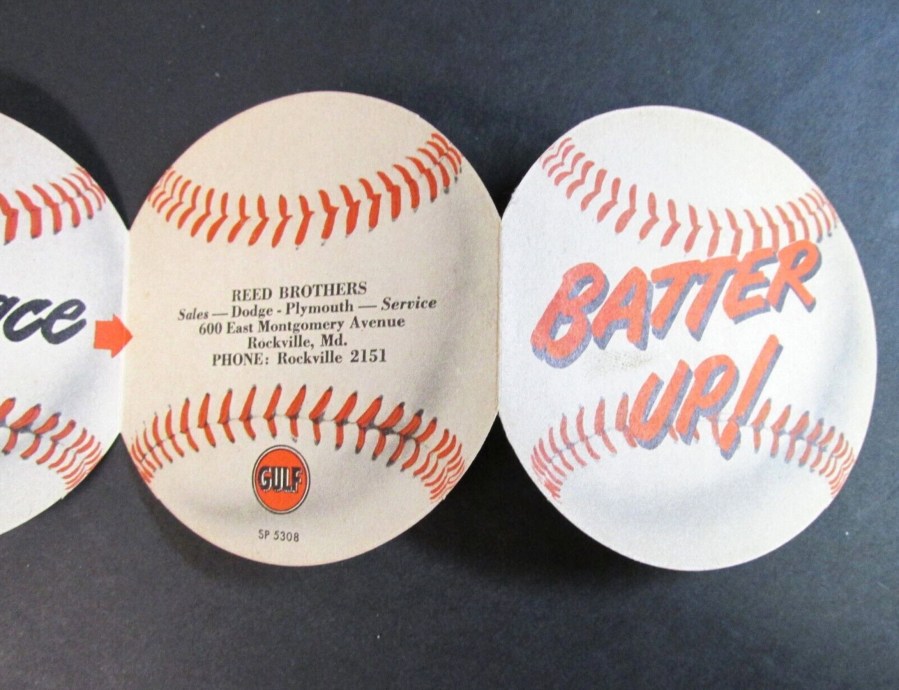 ace
REED BROTHERS
Sales — Dodge - Plymouth — Service
600 East Montgomery Avenue
Rockville, Md.
PHONE: Rockville 2151
GULF
SP 5308
BATTER
UP!